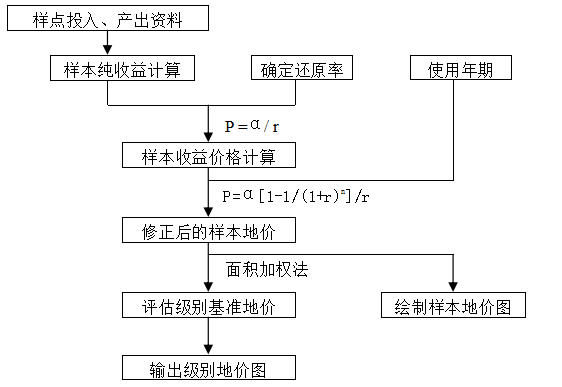 样点投入、产出资料
样本纯收益计算
确定还原率
使用年期
P=α/r
样本收益价格计算
P=α[1-1/(1+r)ⁿ]/r
修正后的样本地价
面积加权法
评估级别基准地价
绘制样本地价图
输出级别地价图